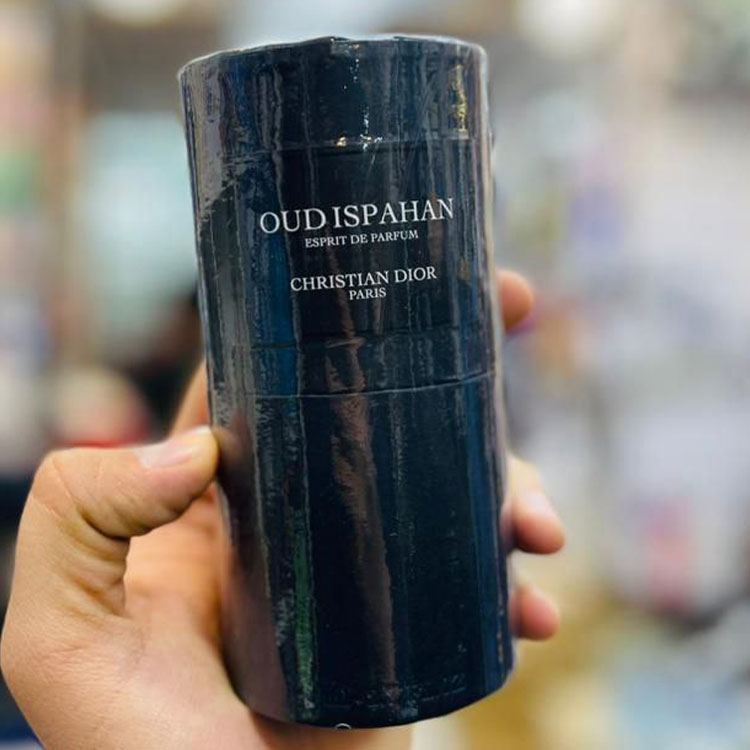 OUD ISPAHAN
ESPRIT DE PARFUM
CHRISTIAN DIOR
PARIS